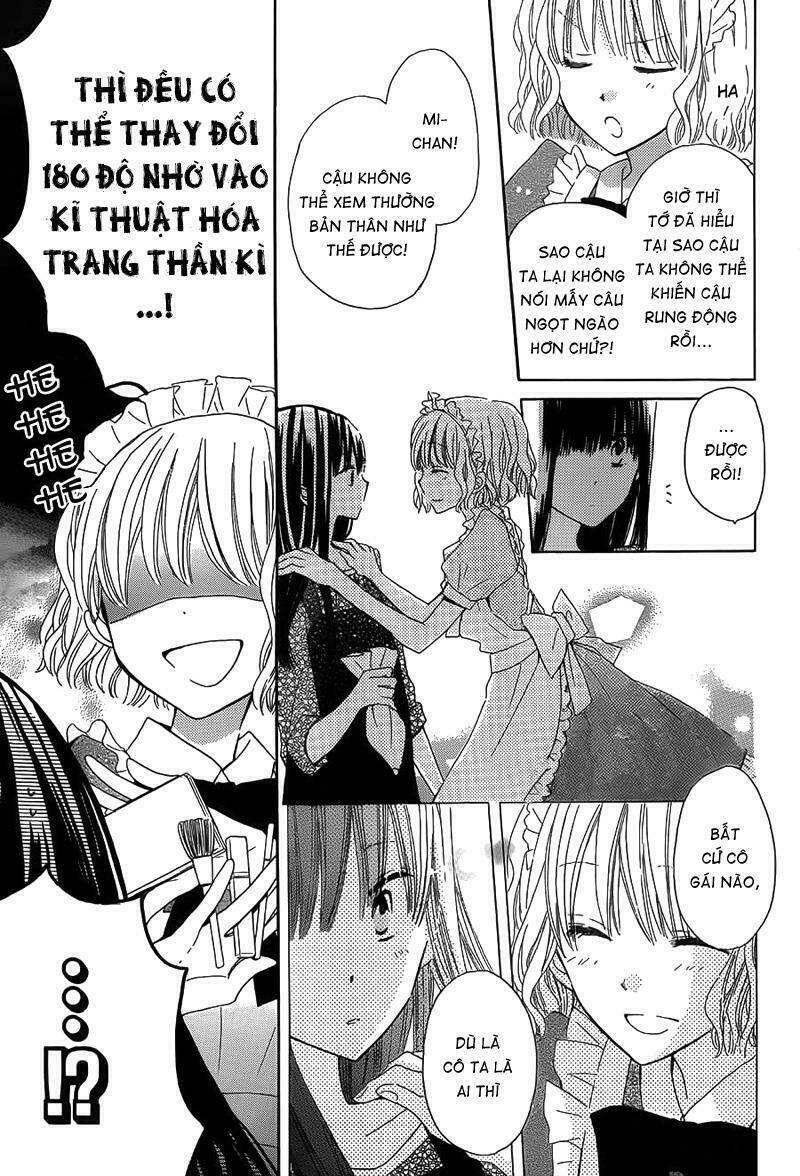 HA
GIỜ THÌ
TỚ ĐÃ HIỂU
TẠI SAO CẬU
TA KHÔNG THỂ
KHIẾN CẬU
RUNG ĐỘNG
RỒI...
SAO CẬU
TA LẠI KHÔNG
NÓI MẤY CÂU
NGỌT NGÀO
HƠN CHỨ?!
MI-
CHAN!
CẬU KHÔNG
THỂ XEM THƯỜNG
BẢN THÂN NHƯ
THẾ ĐƯỢC!
...
ĐƯỢC
RỒI!
BẤT
CỨ CÔ
GÁI NÀO,
DÙ LÀ
CÔ TA LÀ
AI THÌ
THÌ ĐỀU CÓ
THỂ THAY ĐỔI
180 ĐỘ NHỜ VÀO
KĨ THUẬT HÓA
TRANG THẦN KÌ
...!
HE
HE
HE
HE
...!?